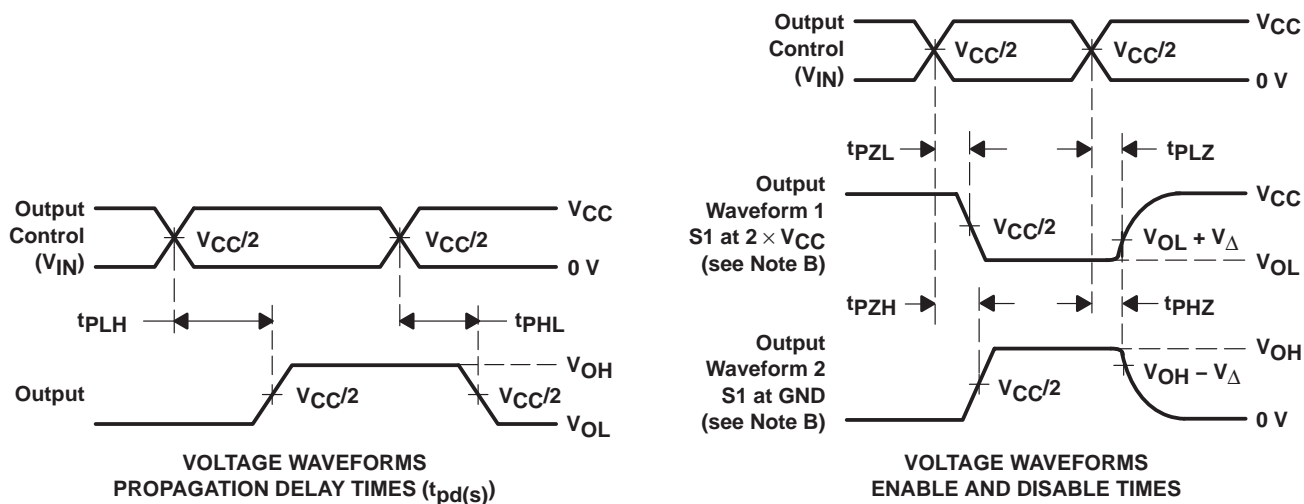 Output
Control
(VIN)
VCC
VCC/2
VCC/2
0 V
tPLH
tPHL
Output
VOH
VCC/2
VCC/2
VOL
VOLTAGE WAVEFORMS
PROPAGATION DELAY TIMES (tpd(s))
Output
Control
(VIN)
VCC
VCC/2
VCC/2
0 V
tPZL
tPLZ
Output
Waveform 1
S1 at 2 × VCC
(see Note B)
VCC
VCC/2
VOL + VΔ
VOL
tPZH
tPHZ
Output
Waveform 2
S1 at GND
(see Note B)
VOH
VCC/2
VOH − VΔ
0 V
VOLTAGE WAVEFORMS
ENABLE AND DISABLE TIMES